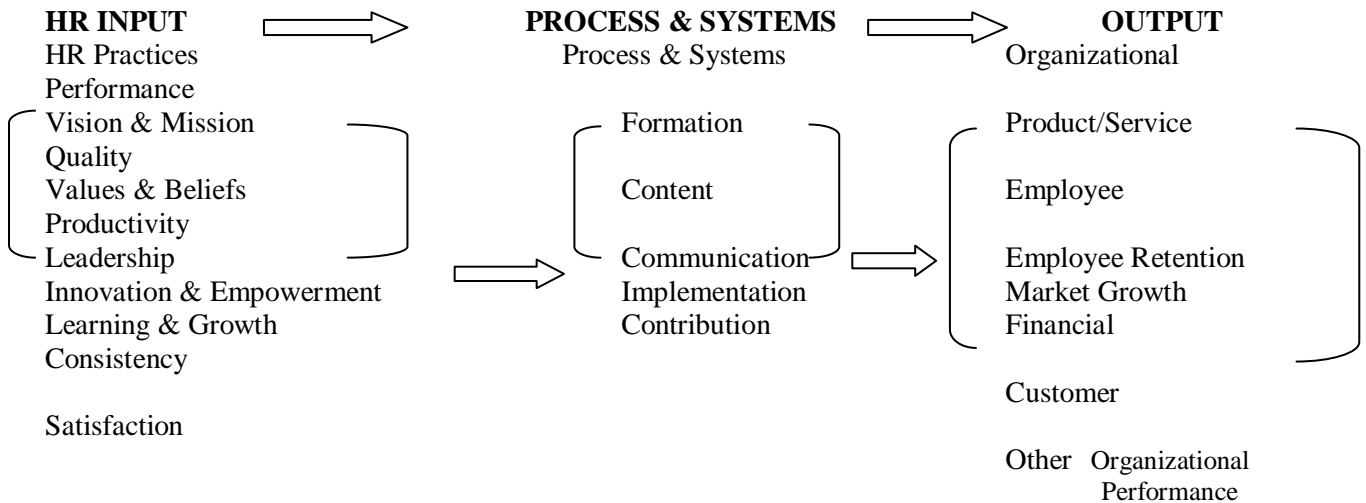 HR INPUT PROCESS & SYSTEMS OUTPUT
HR Practices Process & Systems Organizational
Performance
Vision & Mission Formation Product/Service
Quality
Values & Beliefs Content Employee
Productivity
Leadership Communication Employee Retention
Innovation & Empowerment Implementation Market Growth
Learning & Growth Contribution Financial
Consistency
Customer
Satisfaction
Other Organizational
Performance